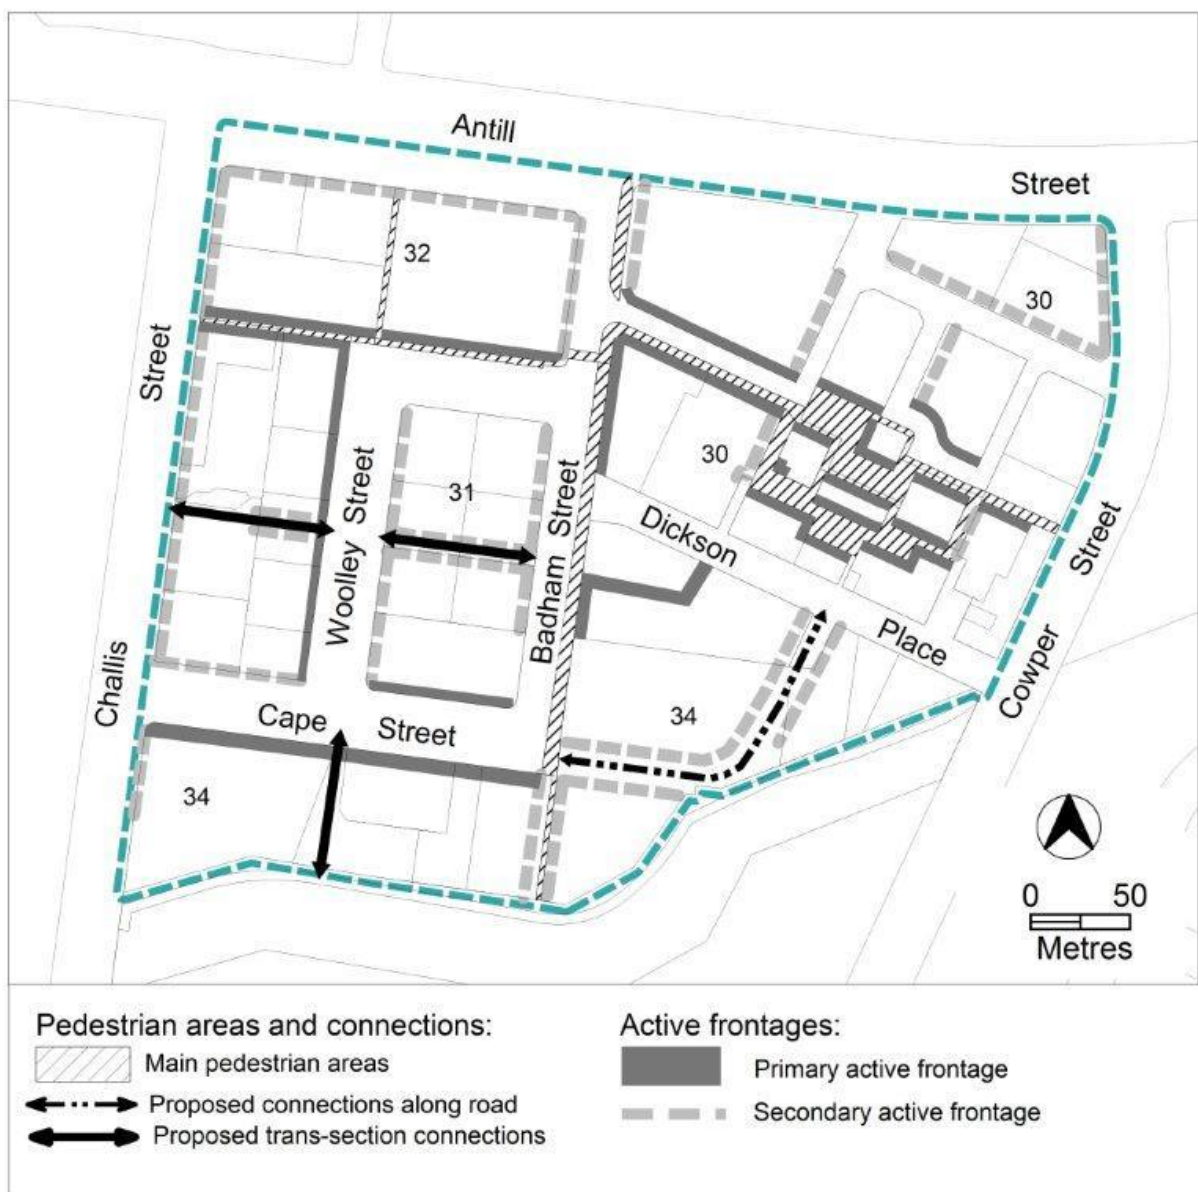 Antill
Street
32
30
Street
30
31
Woolley Street
Badham Street
Dickson
Place
Street
Cowper
Challis
Cape
Street
34
34
0 50
Metres
Pedestrian areas and connections:
Main pedestrian areas
Proposed connections along road
Proposed trans-section connections
Active frontages:
Primary active frontage
Secondary active frontage